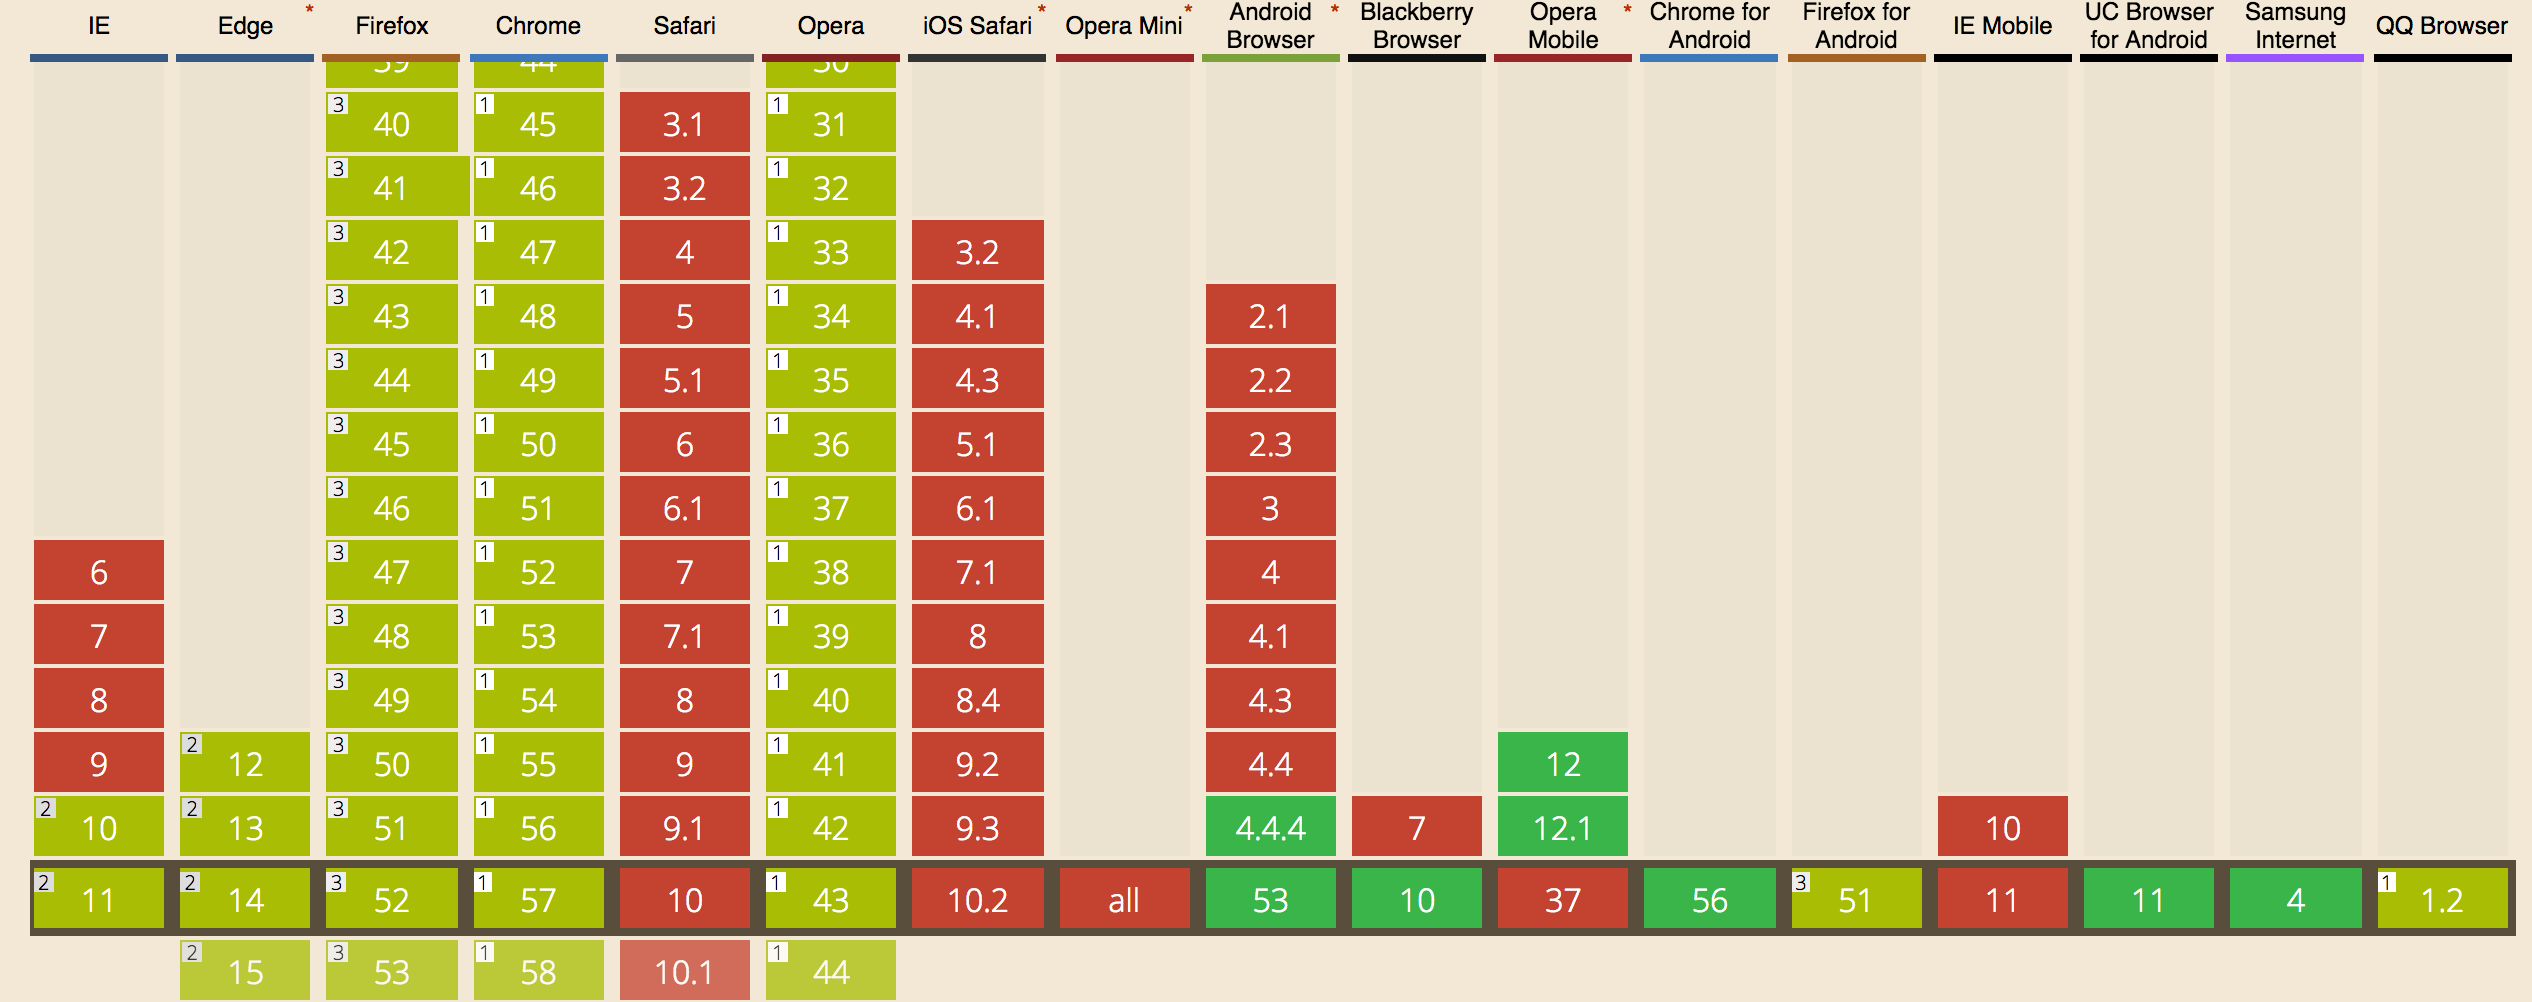 IE Edge * Firefox Chrome Safari Opera iOS Safari * Opera Mini * Android Browser * Blackberry Browser Opera Mobile * Chrome for Android Firefox for Android IE Mobile UC Browser for Android Samsung Internet QQ Browser
39 44 30
3 40 1 45 3.1 1 31
3 41 1 46 3.2 1 32
3 42 1 47 4 1 33 3.2
3 43 1 48 5 1 34 4.1 2.1
3 44 1 49 5.1 1 35 4.3 2.2
3 45 1 50 6 1 36 5.1 2.3
3 46 1 51 6.1 1 37 6.1 3
6 3 47 1 52 7 1 38 7.1 4
7 3 48 1 53 7.1 1 39 8 4.1
8 3 49 1 54 8 1 40 8.4 4.3
9 2 12 3 50 1 55 9 1 41 9.2 4.4 12
2 10 2 13 3 51 1 56 9.1 1 42 9.3 4.4.4 7 12.1 10
2 11 2 14 3 52 1 57 10 1 43 10.2 all 53 10 37 56 3 51 11 11 4 1 1.2
2 15 3 53 1 58 10.1 1 44